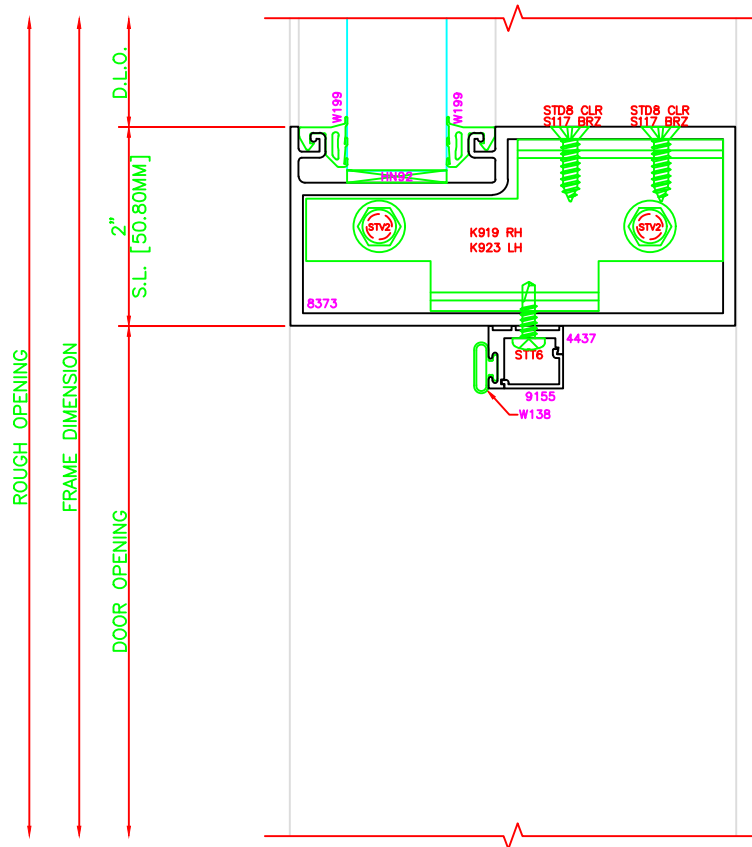 D.L.O.
W199
W199
STD8 CLR
S117 BRZ
STD8 CLR
S117 BRZ
HN92
2"
S.L. [50.80MM]
STV2
STV2
K919 RH
K923 LH
8373
4437
STT6
9155
W138
ROUGH OPENING
FRAME DIMENSION
DOOR OPENING